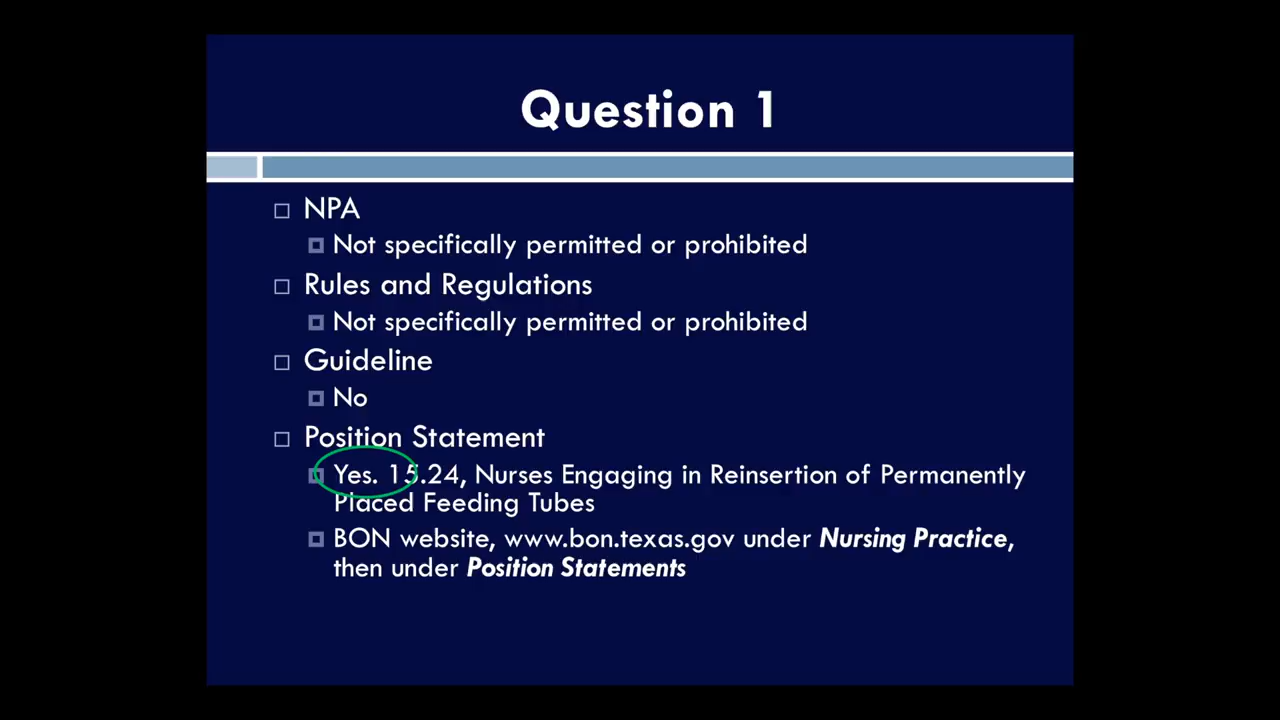 Question 1
NPA
Not specifically permitted or prohibited
Rules and Regulations
Not specifically permitted or prohibited
Guideline
No
Position Statement
Yes. 15.24, Nurses Engaging in Reinsertion of Permanently
Placed Feeding Tubes
BON website, www.bon.texas.gov under Nursing Practice,
then under Position Statements